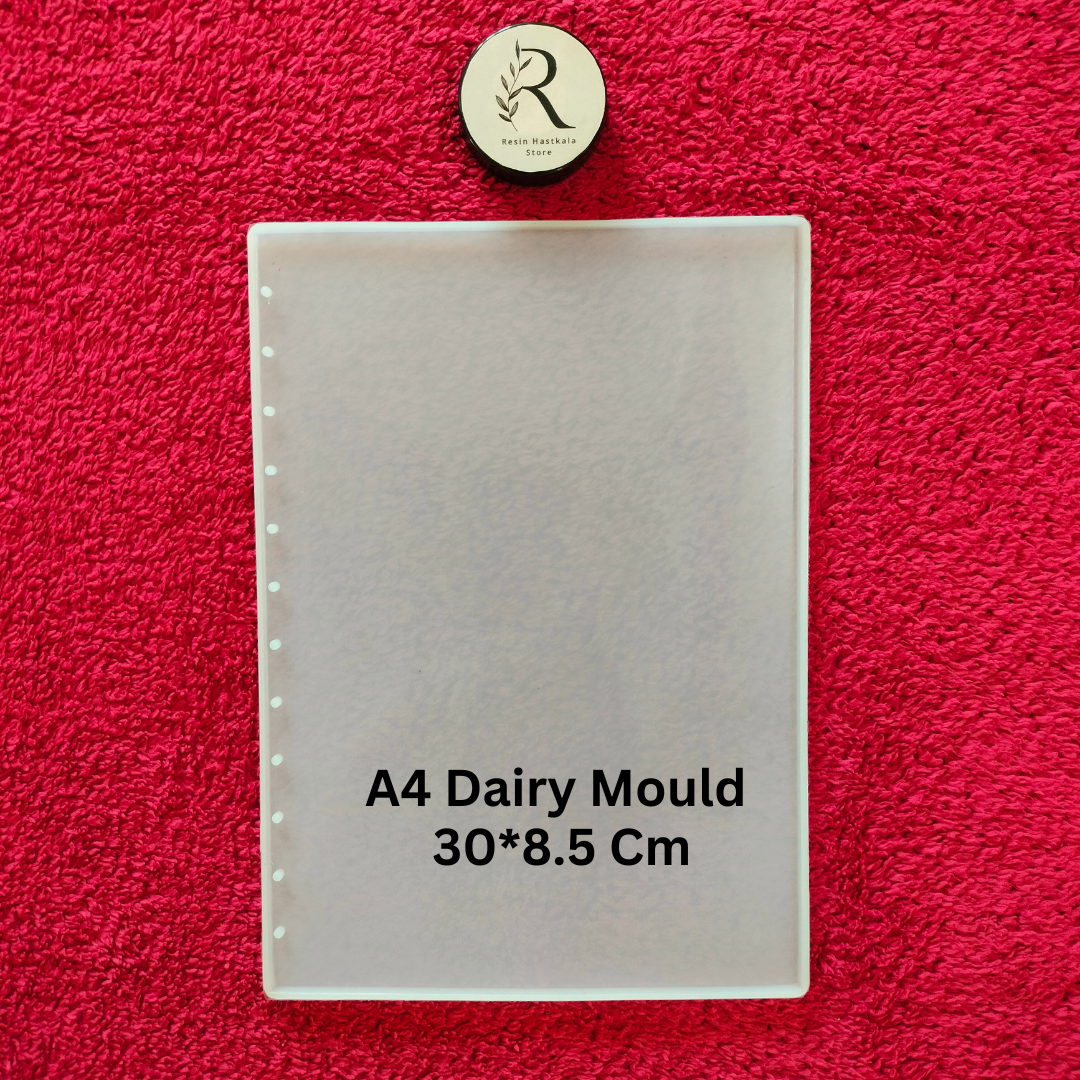 R
Resin Hastkala
Store
A4 Dairy Mould
30*8.5 Cm